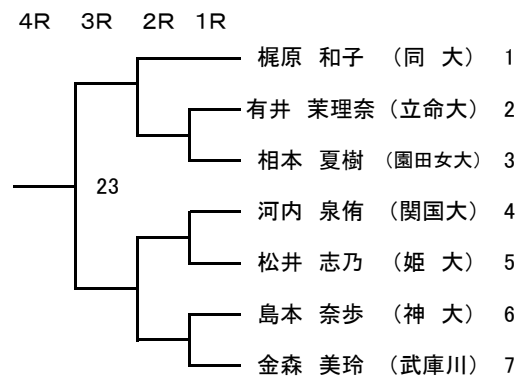 4R 3R 2R 1R
梶原 和子 （同 大） 1
有井 茉理奈 （立命大） 2
相本 夏樹 （園田女大） 3
23
河内 泉侑 （関国大） 4
松井 志乃 （姫 大） 5
島本 奈歩 （神 大） 6
金森 美玲 （武庫川） 7